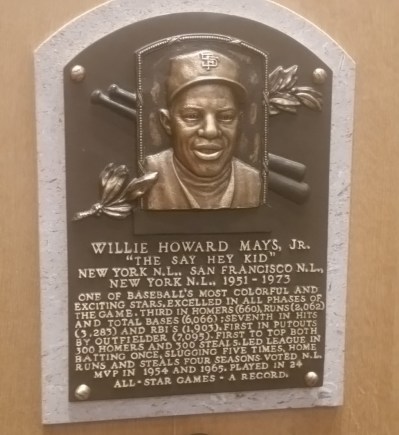 SF
WILLIE HOWARD MAYS, JR.
"THE SAY HEY KID"
NEW YORK N.L., SAN FRANCISCO N.L.,
NEW YORK N.L., 1951-1973
ONE OF BASEBALL'S MOST COLORFUL AND
EXCITING STARS. EXCELLED IN ALL PHASES OF
THE GAME. THIRD IN HOMERS (660), RUNS (2,062)
AND TOTAL BASES (6,066); SEVENTH IN HITS
(3,283) AND RBI'S (1,903). FIRST IN PUTOUTS
BY OUTFIELDER (7,095). FIRST TO TOP BOTH
300 HOMERS AND 300 STEALS. LED LEAGUE IN
BATTING ONCE, SLUGGING FIVE TIMES, HOME
RUNS AND STEALS FOUR SEASONS. VOTED N.L.
MVP IN 1954 AND 1965. PLAYED IN 24
ALL-STAR GAMES - A RECORD.